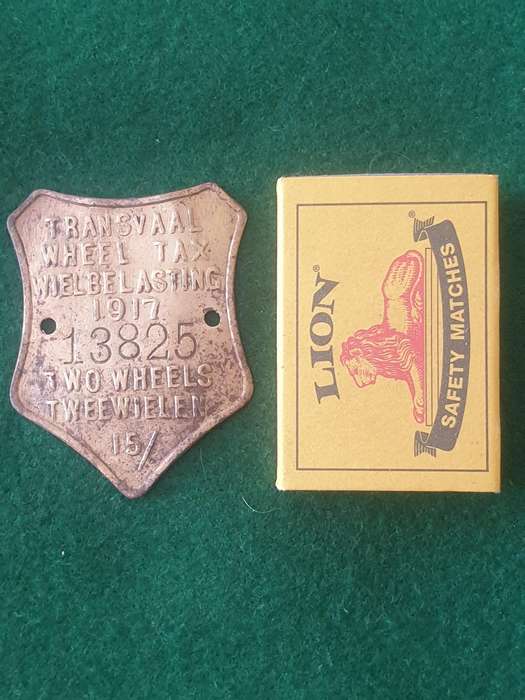 TRANSVAAL
WHEEL TAX
WIELBELASTING
1917
13825
TWO WHEELS
TWEEWIELEN
15/
LION®
SAFETY MATCHES
®